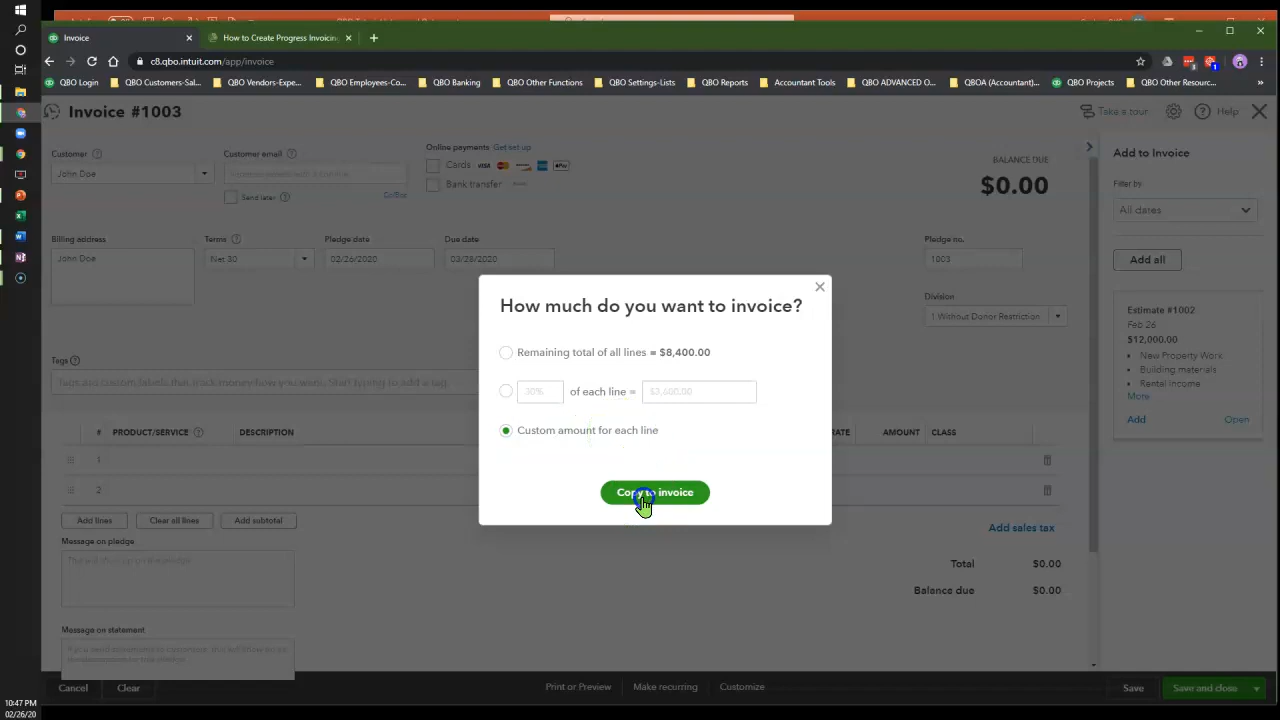 Invoice
How to Create Progress Invoicing
c8.qbo.intuit.com/app/invoice
QBO Login QBO Customers-Sal... QBO Vendors-Expe... QBO Employees-Co... QBO Banking QBO Other Functions QBO Settings-Lists QBO Reports Accountant Tools QBO ADVANCED O... QBOA (Accountant)... QBO Projects QBO Other Resourc...
Invoice #1003
Take a tour
Help
Customer
John Doe
Customer email
Send later
Cc/Bcc
Online payments Get set up
Cards VISA
Bank transfer
BALANCE DUE
$0.00
Billing address
John Doe
Terms
Net 30
Pledge date
02/26/2020
Due date
03/28/2020
Pledge no.
1003
Division
1 Without Donor Restriction
Tags
Add to Invoice
Filter by
All dates
Add all
Estimate #1002
Feb 26
$12,000.00
New Property Work
Building materials
Rental income
More
Add Open
How much do you want to invoice?
Remaining total of all lines = $8,400.00
30% of each line = $3,600.00
Custom amount for each line
Copy to invoice
# PRODUCT/SERVICE DESCRIPTION RATE AMOUNT CLASS
1
2
Add lines Clear all lines Add subtotal
Add sales tax
Message on pledge
Total $0.00
Balance due $0.00
Message on statement
Cancel Clear Print or Preview Make recurring Customize Save Save and close
10:47 PM
02/26/20